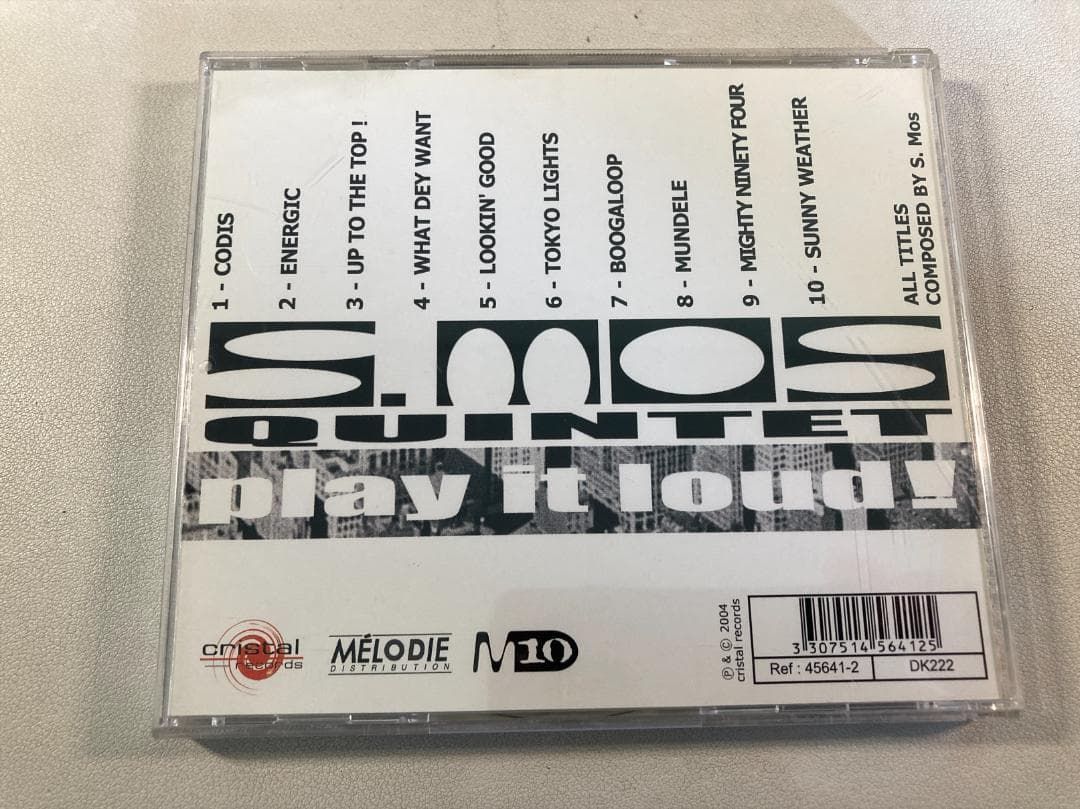 1 - CODIS
2 - ENERGIC
3 - UP TO THE TOP !
4 - WHAT DEY WANT
5 - LOOKIN' GOOD
6 - TOKYO LIGHTS
7 - BOOGALOOP
8 - MUNDELE
9 - MIGHTY NINETY FOUR
10 - SUNNY WEATHER
ALL TITLES
COMPOSED BY S. Mos
S. MOS
QUINTET
play it loud!
cristal
records
MÉLODIE
DISTRIBUTION
M10
℗ & © 2004
cristal records
3 307514 564125
Ref : 45641-2
DK222